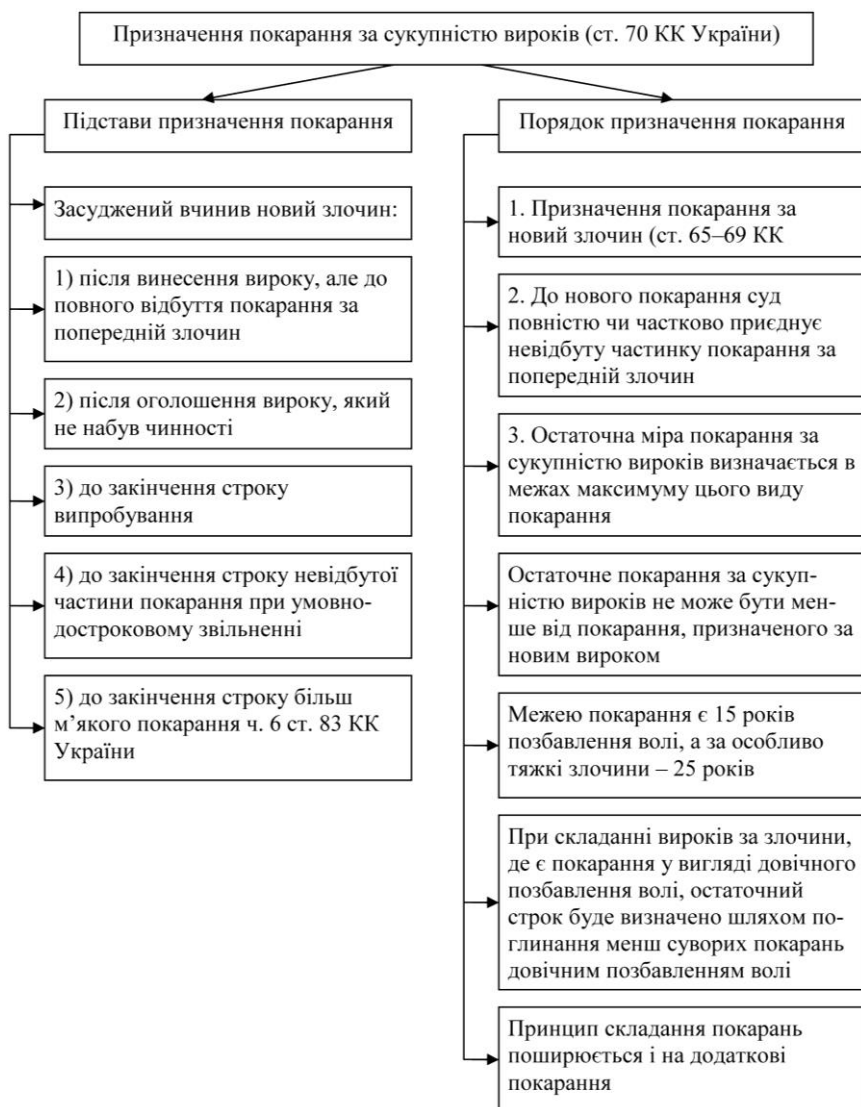 Призначення покарання за сукупністю вироків (ст. 70 КК України)
Підстави призначення покарання
Засуджений вчинив новий злочин:
1) після винесення вироку, але до
повного відбуття покарання за
попередній злочин
2) після оголошення вироку, який
не набув чинності
3) до закінчення строку
випробування
4) до закінчення строку невідбутої
частини покарання при умовно-
достроковому звільненні
5) до закінчення строку більш
м’якого покарання ч. 6 ст. 83 КК
України
Порядок призначення покарання
1. Призначення покарання за
новий злочин (ст. 65–69 КК
2. До нового покарання суд
повністю чи частково приєднує
невідбуту частинку покарання за
попередній злочин
3. Остаточна міра покарання за
сукупністю вироків визначається в
межах максимуму цього виду
покарання
Остаточне покарання за сукуп-
ністю вироків не може бути мен-
ше від покарання, призначеного за
новим вироком
Межею покарання є 15 років
позбавлення волі, а за особливо
тяжкі злочини – 25 років
При складанні вироків за злочини,
де є покарання у вигляді довічного
позбавлення волі, остаточний
строк буде визначено шляхом по-
глинання менш суворих покарань
довічним позбавленням волі
Принцип складання покарань
поширюється і на додаткові
покарання